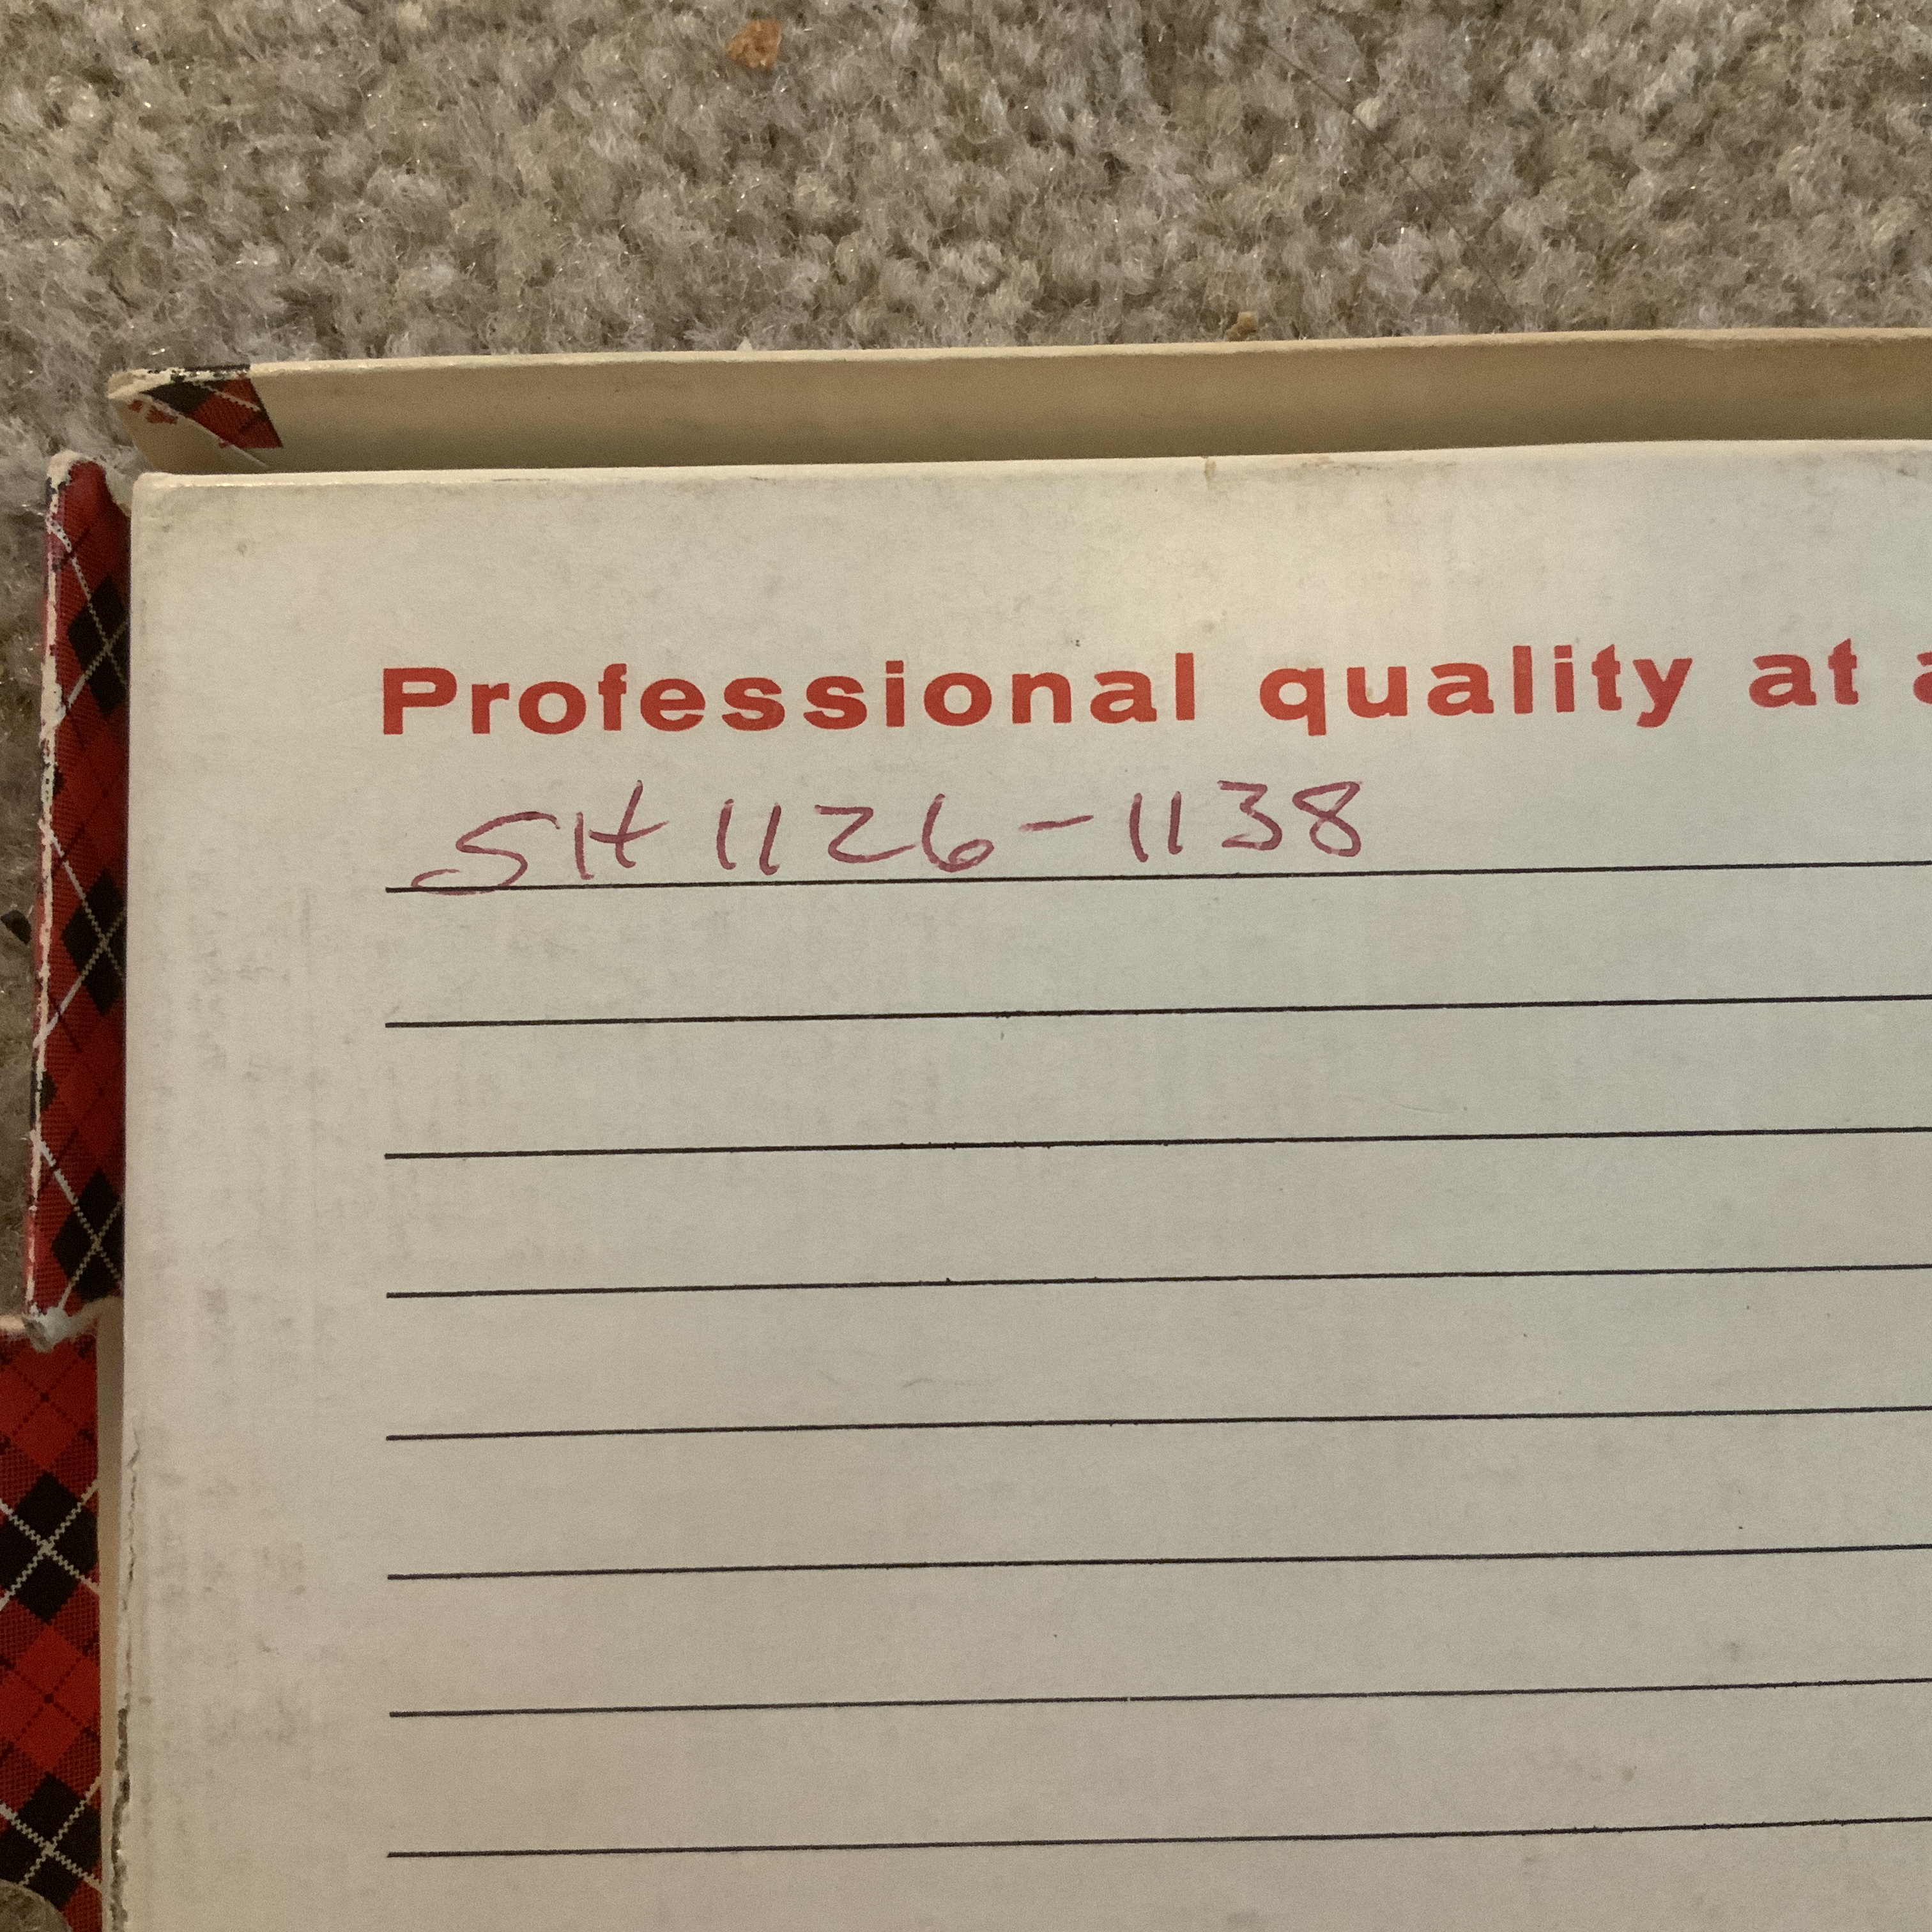 Professional quality at a
SH 1126-1138